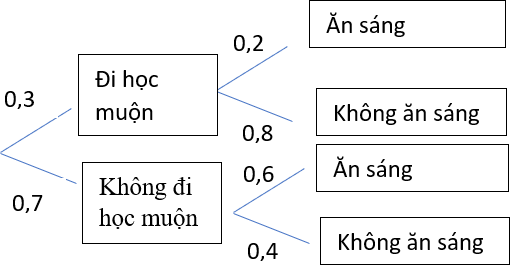 0,3
0,7
Đi học
muộn
Không đi
học muộn
0,2
0,8
0,6
0,4
Ăn sáng
Không ăn sáng
Ăn sáng
Không ăn sáng